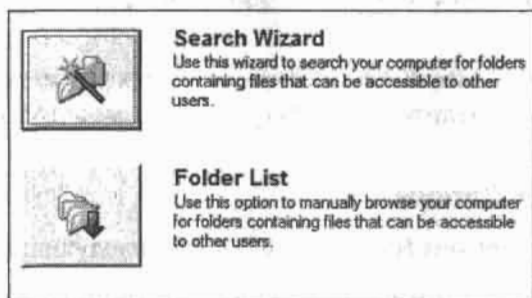 Search Wizard
Use this wizard to search your computer for folders
containing files that can be accessible to other
users.
Folder List
Use this option to manually browse your computer
for folders containing files that can be accessible
to other users.